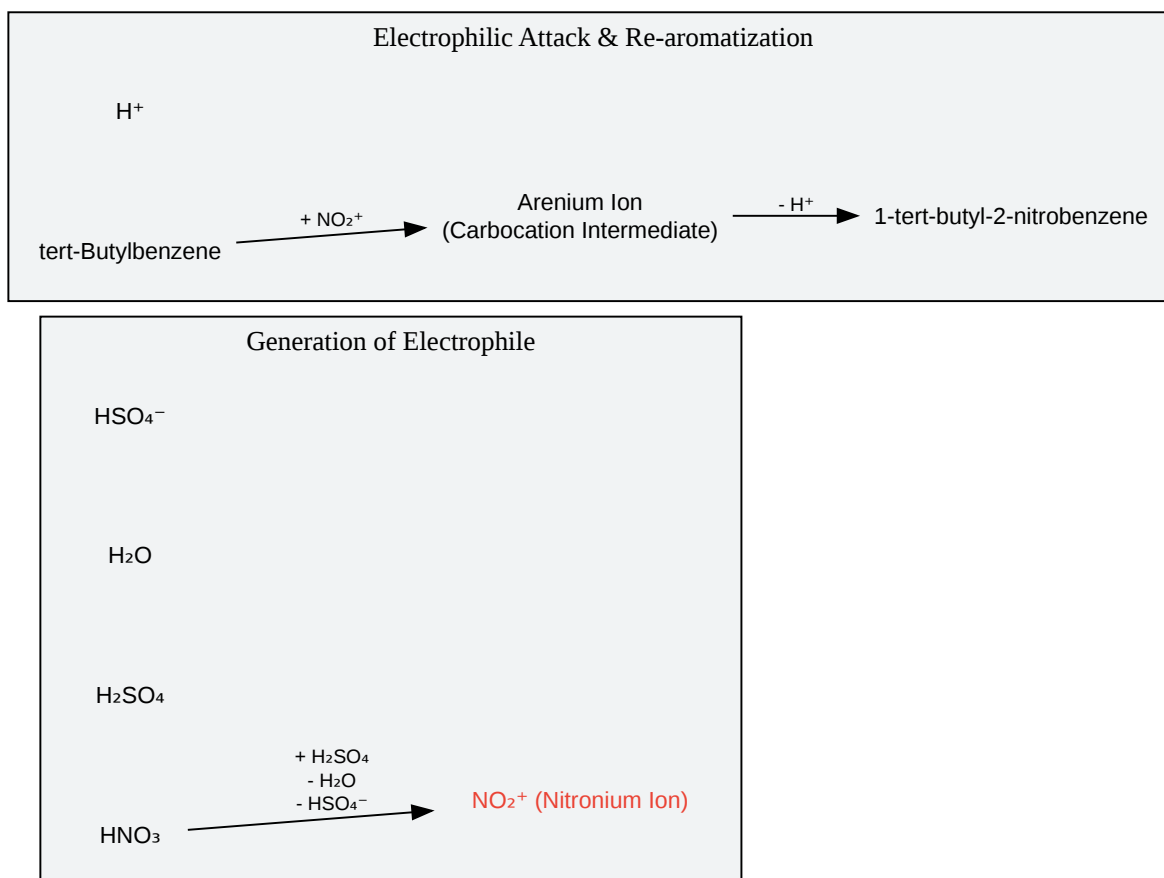 Electrophilic Attack & Re-aromatization
H⁺
tert-Butylbenzene
+ NO₂⁺
Arenium Ion
(Carbocation Intermediate)
- H⁺
1-tert-butyl-2-nitrobenzene
Generation of Electrophile
HSO₄⁻
H₂O
H₂SO₄
HNO₃
+ H₂SO₄
- H₂O
- HSO₄⁻
NO₂⁺ (Nitronium Ion)